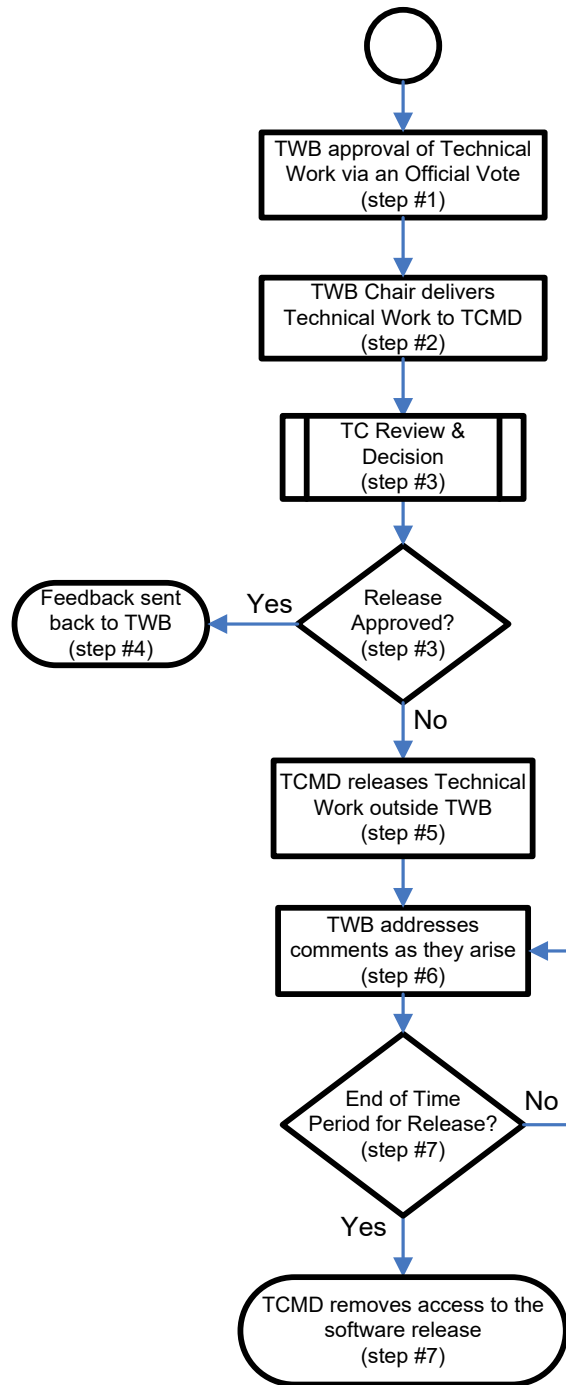 TWB approval of Technical
Work via an Official Vote
(step #1)
TWB Chair delivers
Technical Work to TCMD
(step #2)
TC Review &
Decision
(step #3)
Release
Approved?
(step #3)
Yes
Feedback sent
back to TWB
(step #4)
No
TCMD releases Technical
Work outside TWB
(step #5)
TWB addresses
comments as they arise
(step #6)
End of Time
Period for Release?
(step #7)
No
Yes
TCMD removes access to the
software release
(step #7)